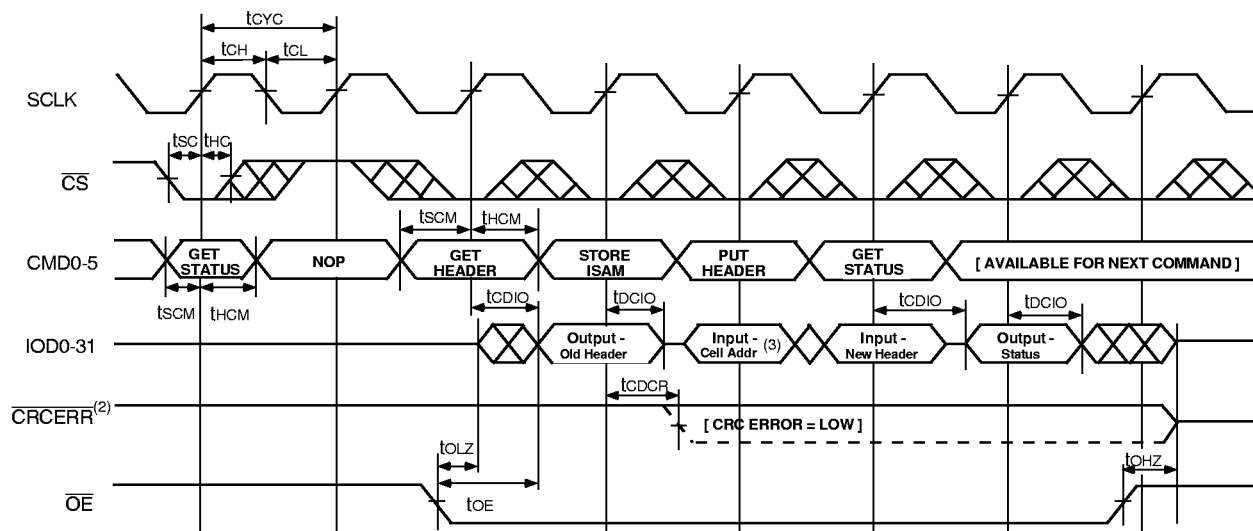 tCYC
tCH tCL
SCLK
tSC tHC
CS
tSCM tHCM
CMD0-5
GET STATUS
NOP
GET HEADER
STORE ISAM
PUT HEADER
GET STATUS
[ AVAILABLE FOR NEXT COMMAND ]
tSCM tHCM
tCDIO tDCIO tCDIO tDCIO
IOD0-31
Output - Old Header
Input - Cell Addr (3)
Input - New Header
Output - Status
tCDCR
CRCERR(2)
[ CRC ERROR = LOW ]
tOLZ
tOHZ
tOE
OE